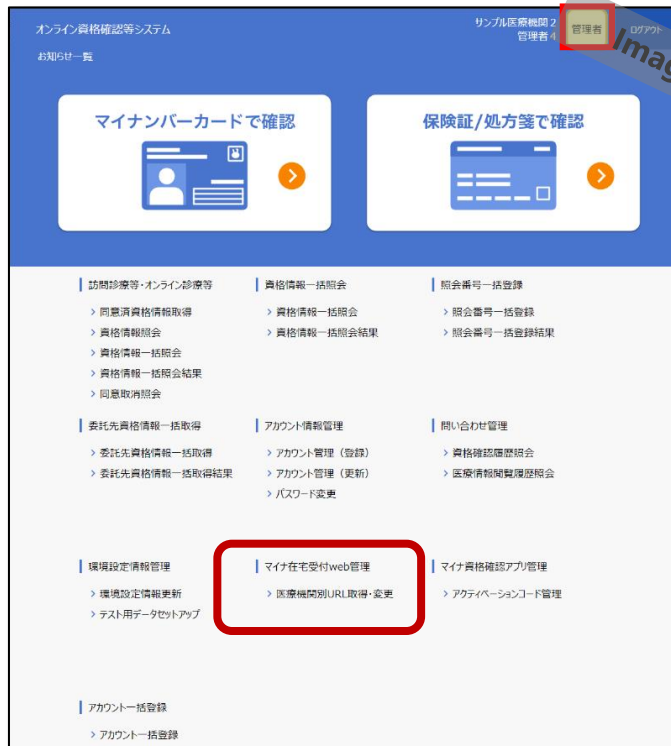 オンライン資格確認等システム
サンプル医療機関2
管理者4
管理者
ログアウト
Imag
お知らせ一覧
マイナンバーカードで確認
保険証/処方箋で確認
訪問診療等・オンライン診療等
> 同意済資格情報取得
> 資格情報照会
> 資格情報一括照会
> 資格情報一括照会結果
> 同意取消照会
資格情報一括照会
> 資格情報一括照会
> 資格情報一括照会結果
照会番号一括登録
> 照会番号一括登録
> 照会番号一括登録結果
委託先資格情報一括取得
> 委託先資格情報一括取得
> 委託先資格情報一括取得結果
アカウント情報管理
> アカウント管理（登録）
> アカウント管理（更新）
> パスワード変更
問い合わせ管理
> 資格確認履歴照会
> 医療情報閲覧履歴照会
環境設定情報管理
> 環境設定情報更新
> テスト用データセットアップ
マイナ在宅受付web管理
> 医療機関別URL取得・変更
マイナ資格確認アプリ管理
> アクティベーションコード管理
アカウント一括登録
> アカウント一括登録